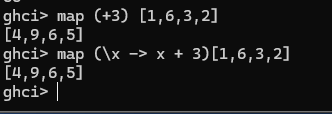 ghci> map (+3) [1,6,3,2]
[4,9,6,5]
ghci> map (\x -> x + 3)[1,6,3,2]
[4,9,6,5]
ghci>